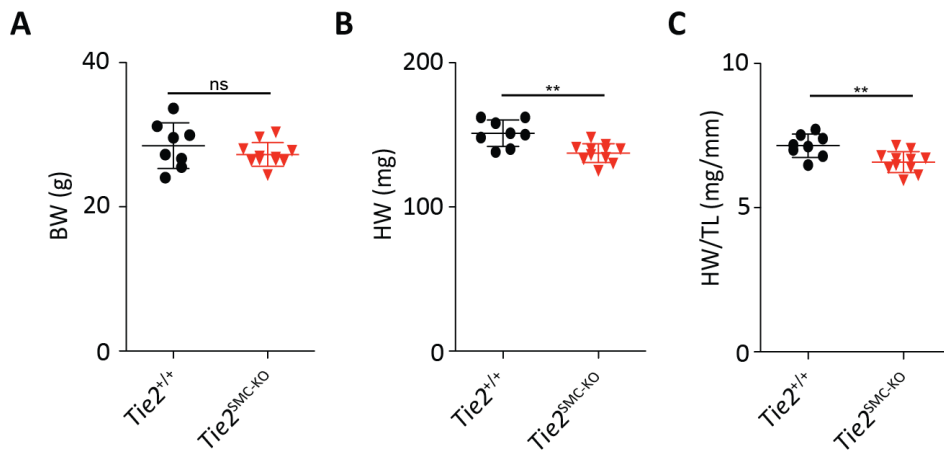 A
B
C
40
20
0
BW (g)
ns
Tie2+/+
Tie2SMC-KO
200
100
0
HW (mg)
**
Tie2+/+
Tie2SMC-KO
10
5
0
HW/TL (mg/mm)
**
Tie2+/+
Tie2SMC-KO